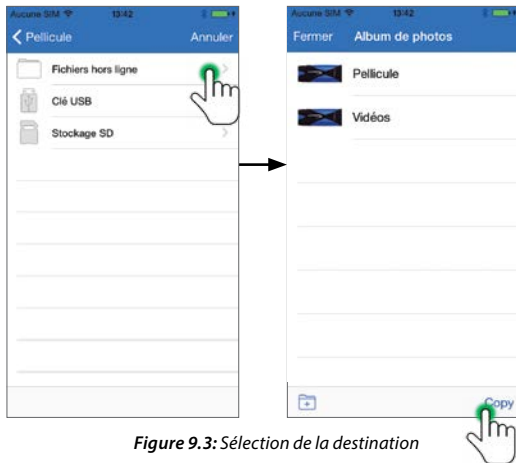 Aucune SIM 13:42
Pellicule Annuler
Fichiers hors ligne
Clé USB
Stockage SD
Aucune SIM 13:42
Fermer Album de photos
Pellicule
Vidéos
Copy
Figure 9.3: Sélection de la destination